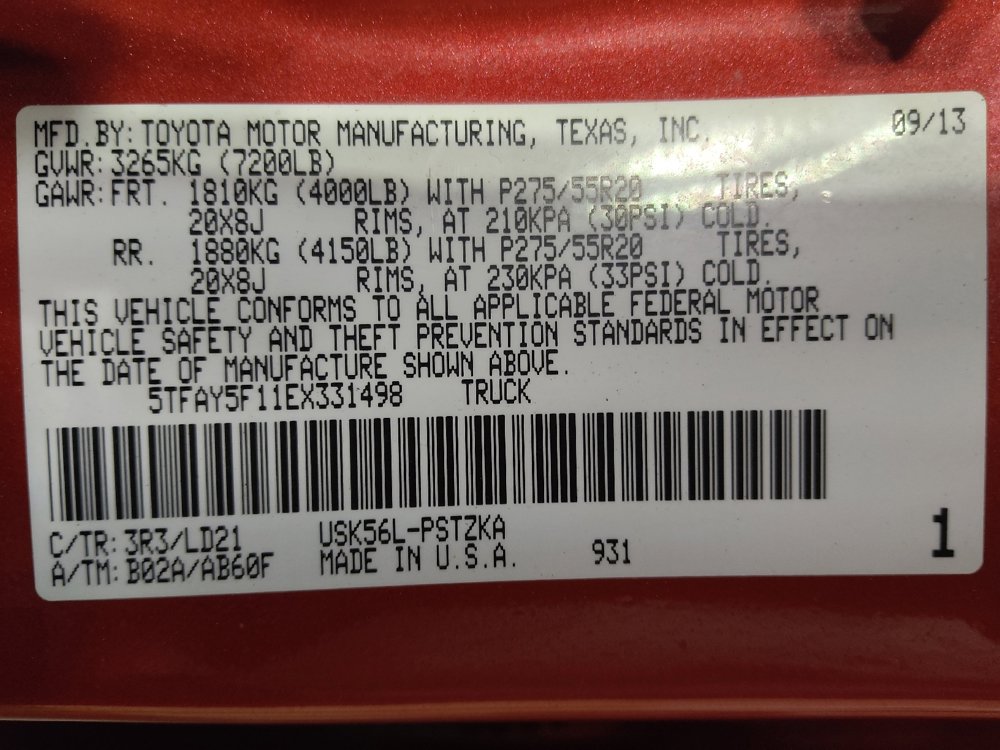 MFD.BY: TOYOTA MOTOR MANUFACTURING, TEXAS, INC. 09/13
GVWR: 3265KG (7200LB)
GAWR: FRT. 1810KG (4000LB) WITH P275/55R20 TIRES,
20X8J RIMS, AT 210KPA (30PSI) COLD.
RR. 1880KG (4150LB) WITH P275/55R20 TIRES,
20X8J RIMS, AT 230KPA (33PSI) COLD.
THIS VEHICLE CONFORMS TO ALL APPLICABLE FEDERAL MOTOR
VEHICLE SAFETY AND THEFT PREVENTION STANDARDS IN EFFECT ON
THE DATE OF MANUFACTURE SHOWN ABOVE.
5TFAY5F11EX331498 TRUCK
C/TR: 3R3/LD21 USK56L-PSTZKA
A/TM: B02A/AB60F MADE IN U.S.A. 931 1